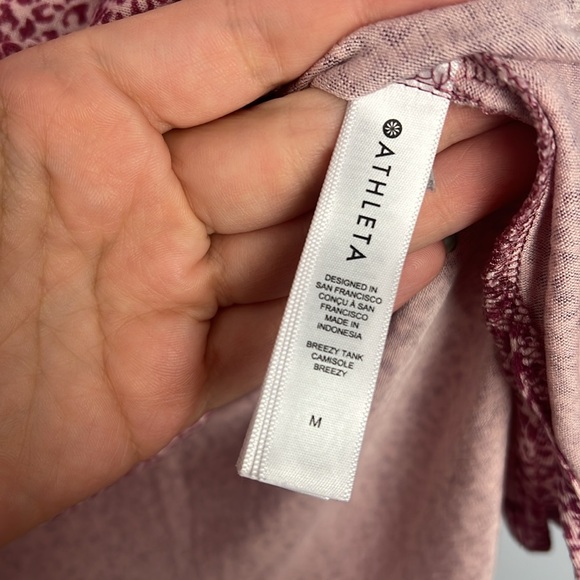 ATHLETA
DESIGNED IN
SAN FRANCISCO
CONÇU À SAN
FRANCISCO
MADE IN
INDONESIA
BREEZY TANK
CAMISOLE
BREEZY
M